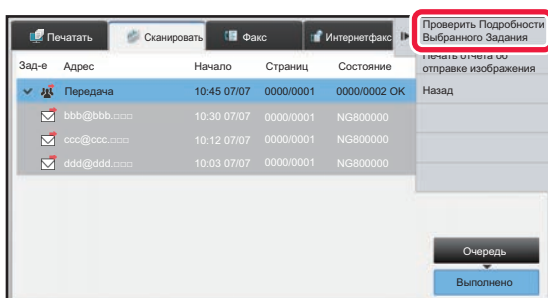 Печатать Сканировать Факс Интернетфакс
Проверить Подробности
Выбранного Задания
Печать отчета об
отправке изображения
Назад
Зад-е Адрес Начало Страниц Состояние
Передача 10:45 07/07 0000/0001 0000/0002 OK
bbb@bbb.□□□ 10:30 07/07 0000/0001 NG800000
ccc@ccc.□□□ 10:12 07/07 0000/0001 NG800000
ddd@ddd.□□□ 10:03 07/07 0000/0001 NG800000
Очередь
Выполнено